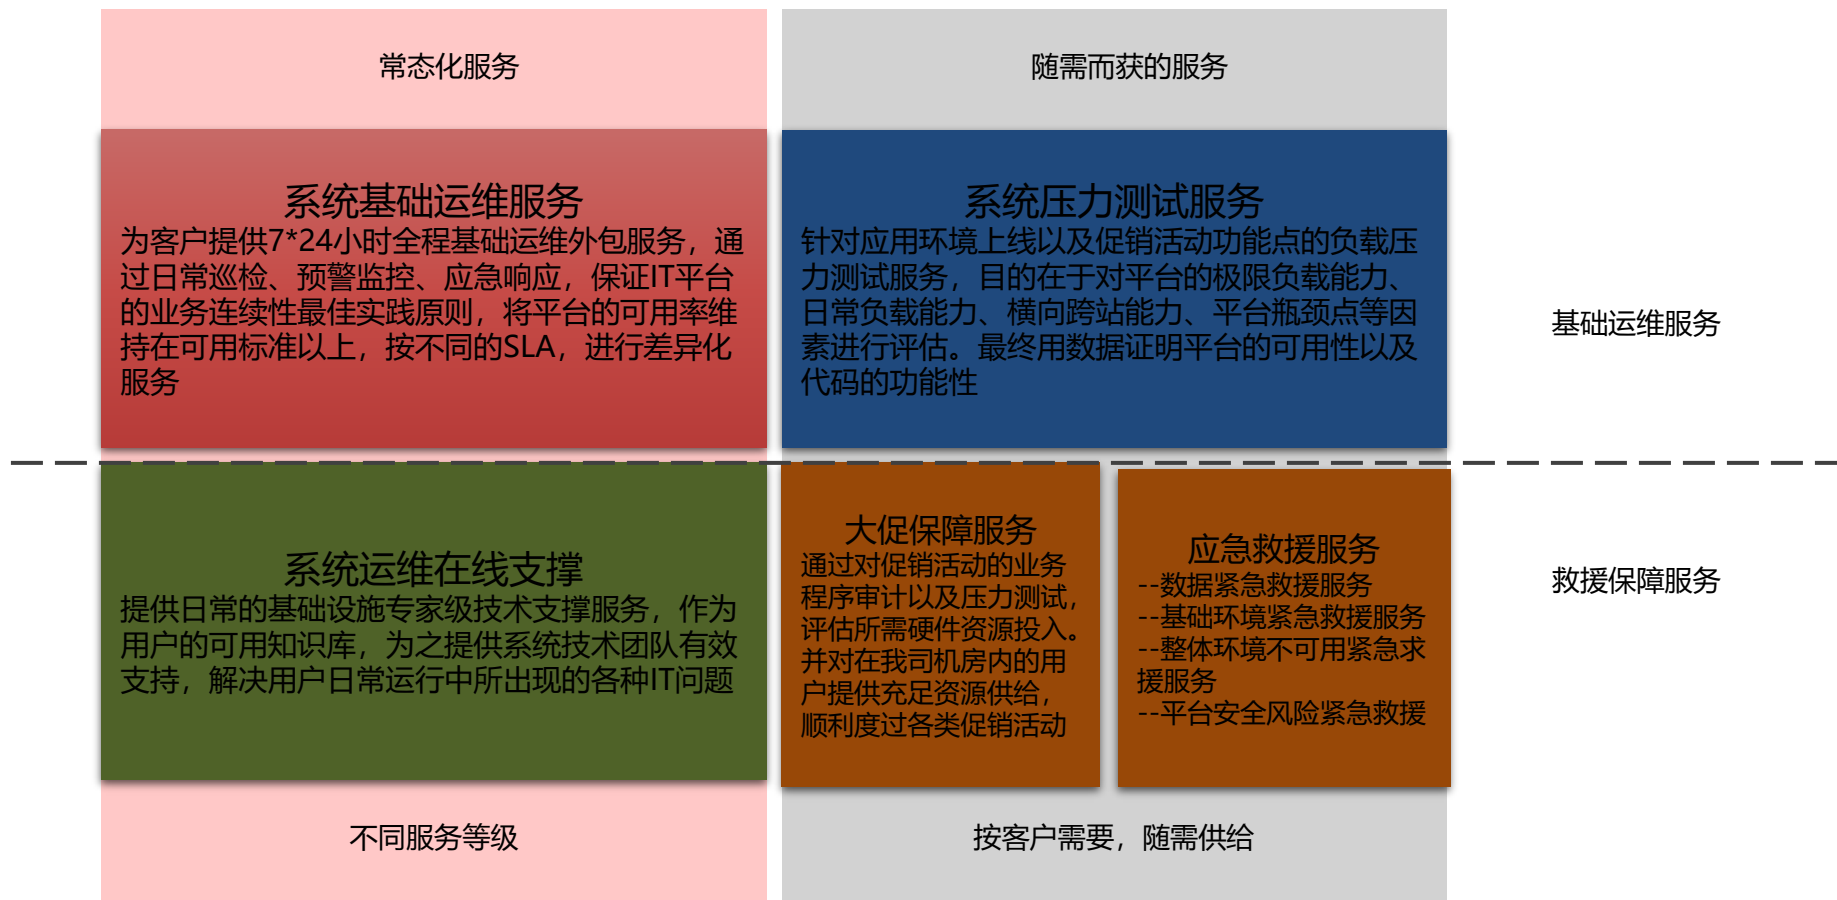 常态化服务
随需而获的服务
系统基础运维服务
为客户提供7*24小时全程基础运维外包服务，通
过日常巡检、预警监控、应急响应，保证IT平台
的业务连续性最佳实践原则，将平台的可用率维
持在可用标准以上，按不同的SLA，进行差异化
服务
系统压力测试服务
针对应用环境上线以及促销活动功能点的负载压
力测试服务，目的在于对平台的极限负载能力、
日常负载能力、横向跨站能力、平台瓶颈点等因
素进行评估。最终用数据证明平台的可用性以及
代码的功能性
基础运维服务
系统运维在线支撑
提供日常的基础设施专家级技术支撑服务，作为
用户的可用知识库，为之提供系统技术团队有效
支持，解决用户日常运行中所出现的各种IT问题
大促保障服务
通过对促销活动的业务
程序审计以及压力测试，
评估所需硬件资源投入。
并对在我司机房内的用
户提供充足资源供给，
顺利度过各类促销活动
应急救援服务
--数据紧急救援服务
--基础环境紧急救援服务
--整体环境不可用紧急求
援服务
--平台安全风险紧急救援
救援保障服务
不同服务等级
按客户需要，随需供给